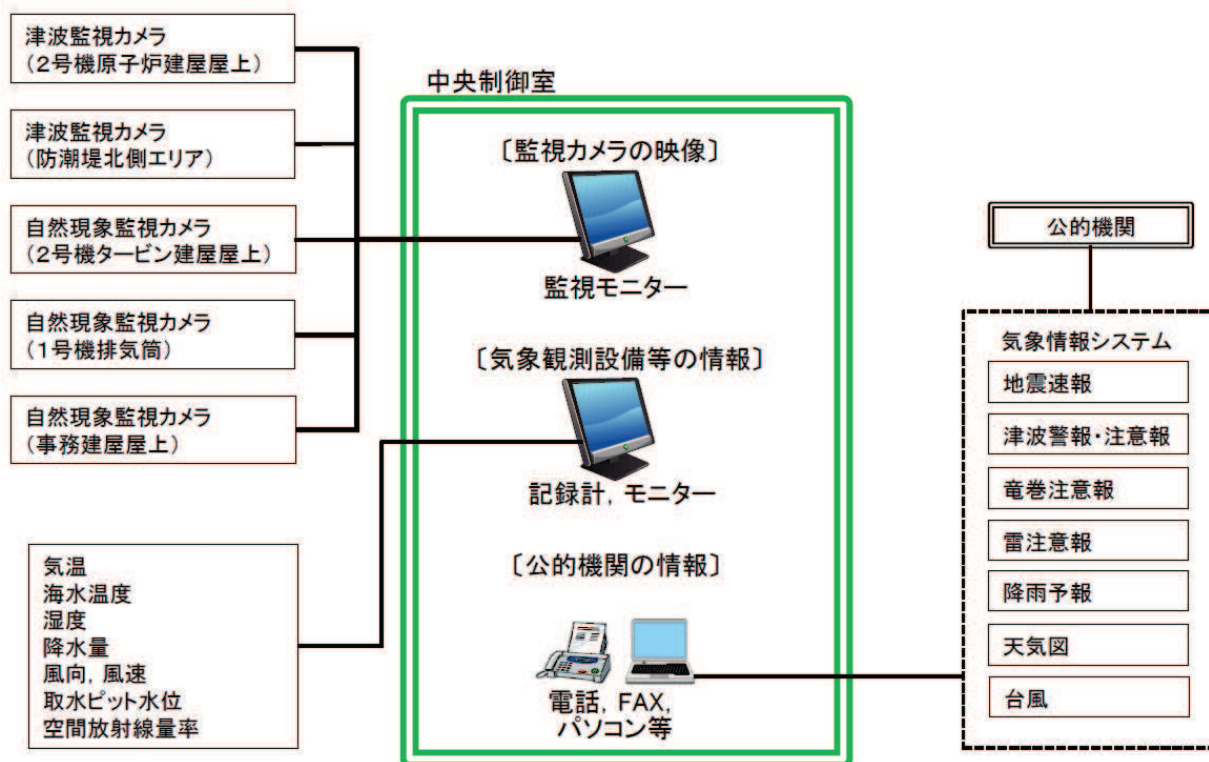 津波監視カメラ
（２号機原子炉建屋屋上）
津波監視カメラ
（防潮堤北側エリア）
自然現象監視カメラ
（２号機タービン建屋屋上）
自然現象監視カメラ
（１号機排気筒）
自然現象監視カメラ
（事務建屋屋上）
気温
海水温度
湿度
降水量
風向，風速
取水ピット水位
空間放射線量率
中央制御室
〔監視カメラの映像〕
監視モニター
〔気象観測設備等の情報〕
記録計，モニター
〔公的機関の情報〕
電話，FAX，
パソコン等
公的機関
気象情報システム
地震速報
津波警報・注意報
竜巻注意報
雷注意報
降雨予報
天気図
台風